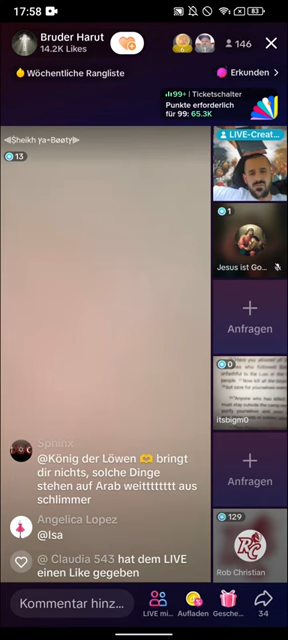 17:58
83
Bruder Harut
14.2K Likes
146
Wöchentliche Rangliste
Erkunden >
99+ | Ticketschalter
Punkte erforderlich
für 99: 65.3K
13
LIVE-Creat...
1
Jesus ist Go...
+
Anfragen
0
itsbigm0
+
Anfragen
129
RC
Rob Christian
Sphinx
@König der Löwen 🫶 bringt
dir nichts, solche Dinge
stehen auf Arab weittttttttt aus
schlimmer
Angelica Lopez
@Isa
@ Claudia 543 hat dem LIVE
einen Like gegeben
Kommentar hinz...
LIVE mi...
Aufladen
Gesche...
34